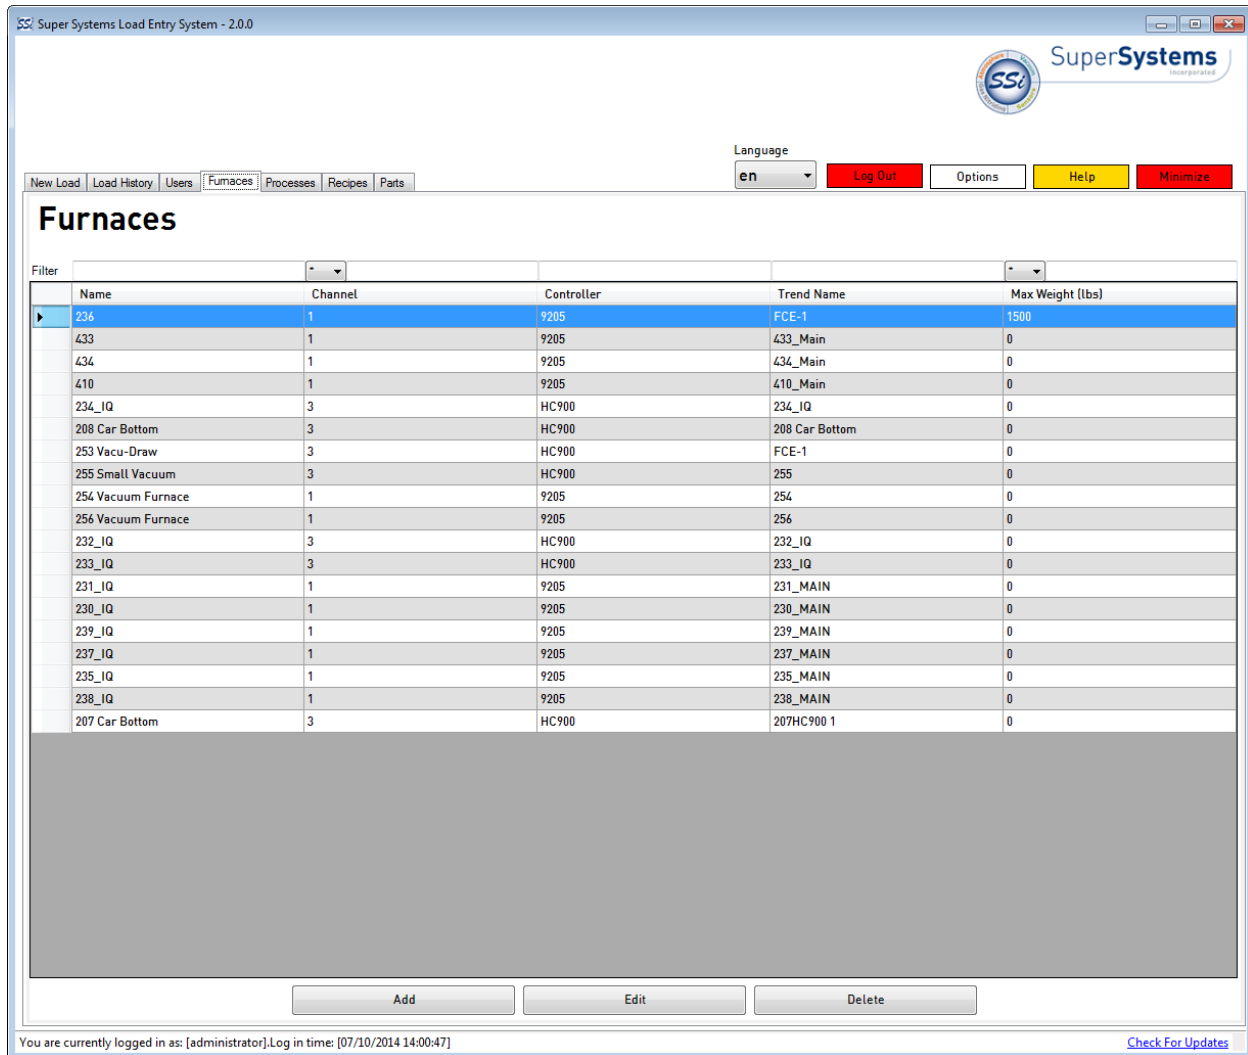 SSi Super Systems Load Entry System - 2.0.0
SuperSystems
incorporated
SSi
Language
New Load Load History Users Furnaces Processes Recipes Parts en Log Out Options Help Minimize
Furnaces
Filter * *
Name Channel Controller Trend Name Max Weight (lbs)
236 1 9205 FCE-1 1500
433 1 9205 433_Main 0
434 1 9205 434_Main 0
410 1 9205 410_Main 0
234_IQ 3 HC900 234_IQ 0
208 Car Bottom 3 HC900 208 Car Bottom 0
253 Vacu-Draw 3 HC900 FCE-1 0
255 Small Vacuum 3 HC900 255 0
254 Vacuum Furnace 1 9205 254 0
256 Vacuum Furnace 1 9205 256 0
232_IQ 3 HC900 232_IQ 0
233_IQ 3 HC900 233_IQ 0
231_IQ 1 9205 231_MAIN 0
230_IQ 1 9205 230_MAIN 0
239_IQ 1 9205 239_MAIN 0
237_IQ 1 9205 237_MAIN 0
235_IQ 1 9205 235_MAIN 0
238_IQ 1 9205 238_MAIN 0
207 Car Bottom 3 HC900 207HC900 1 0
Add Edit Delete
You are currently logged in as: [administrator].Log in time: [07/10/2014 14:00:47] Check For Updates